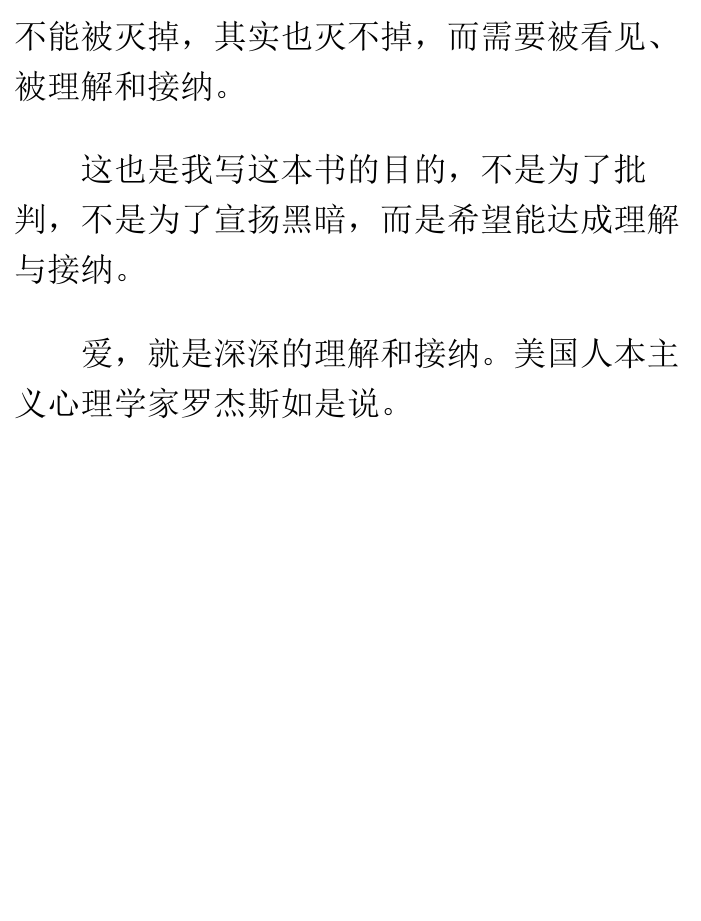 不能被灭掉，其实也灭不掉，而需要被看见、
被理解和接纳。
这也是我写这本书的目的，不是为了批
判，不是为了宣扬黑暗，而是希望能达成理解
与接纳。
爱，就是深深的理解和接纳。美国人本主
义心理学家罗杰斯如是说。